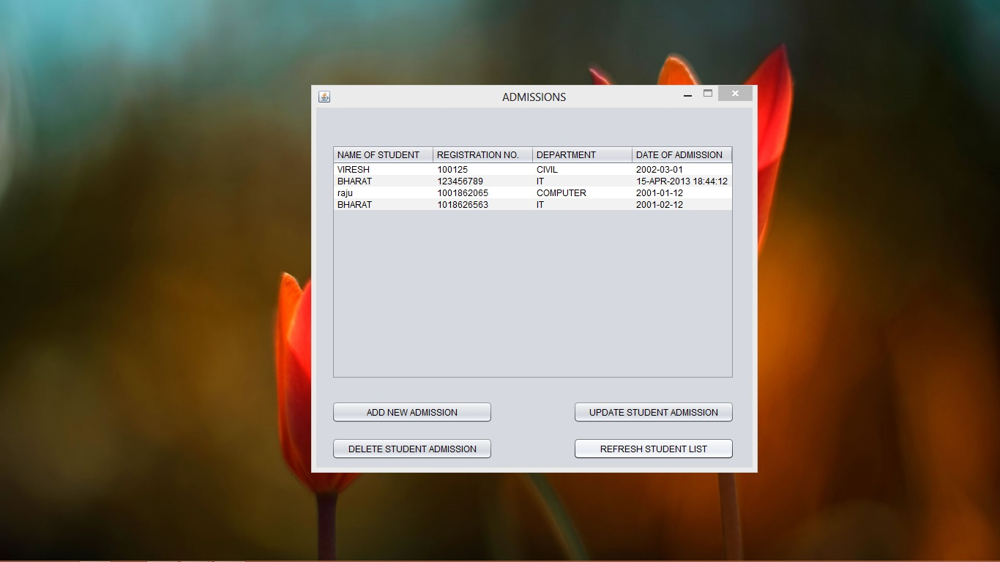 ADMISSIONS
NAME OF STUDENT REGISTRATION NO. DEPARTMENT DATE OF ADMISSION
VIRESH 100125 CIVIL 2002-03-01
BHARAT 123456789 IT 15-APR-2013 18:44:12
raju 1001862065 COMPUTER 2001-01-12
BHARAT 1018626563 IT 2001-02-12
ADD NEW ADMISSION UPDATE STUDENT ADMISSION
DELETE STUDENT ADMISSION REFRESH STUDENT LIST